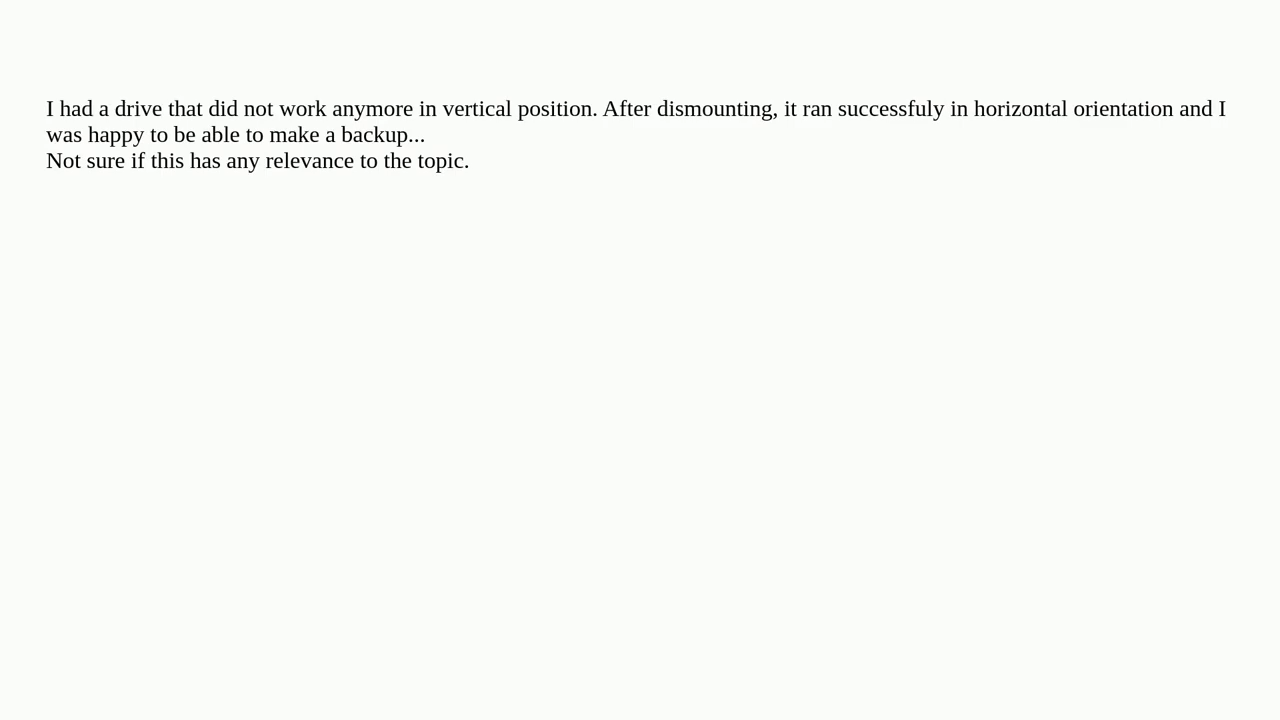 I had a drive that did not work anymore in vertical position. After dismounting, it ran successfuly in horizontal orientation and I
was happy to be able to make a backup...
Not sure if this has any relevance to the topic.